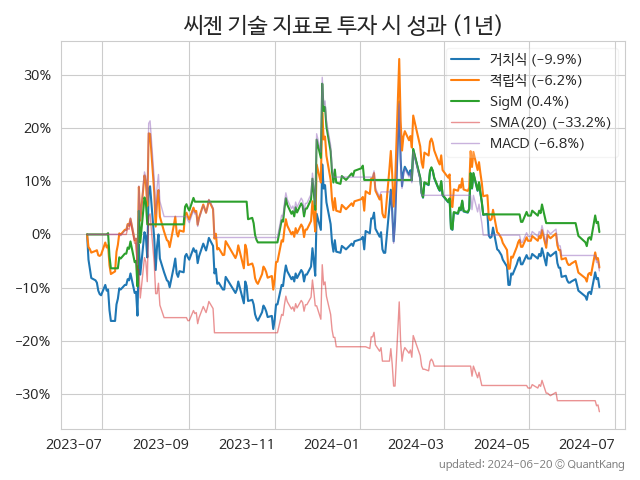 씨젠 기술 지표로 투자 시 성과 (1년)
거치식 (−9.9%)
적립식 (−6.2%)
SigM (0.4%)
SMA(20) (−33.2%)
MACD (−6.8%)
30%
20%
10%
0%
−10%
−20%
−30%
2023-07 2023-09 2023-11 2024-01 2024-03 2024-05 2024-07
updated: 2024-06-20 © QuantKang